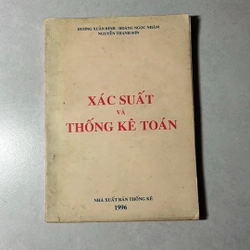 DƯƠNG XUÂN BÌNH - HOÀNG NGỌC NHẬM
NGUYỄN THANH SƠN
XÁC SUẤT
VÀ
THỐNG KÊ TOÁN
NHÀ XUẤT BẢN THỐNG KÊ
1996